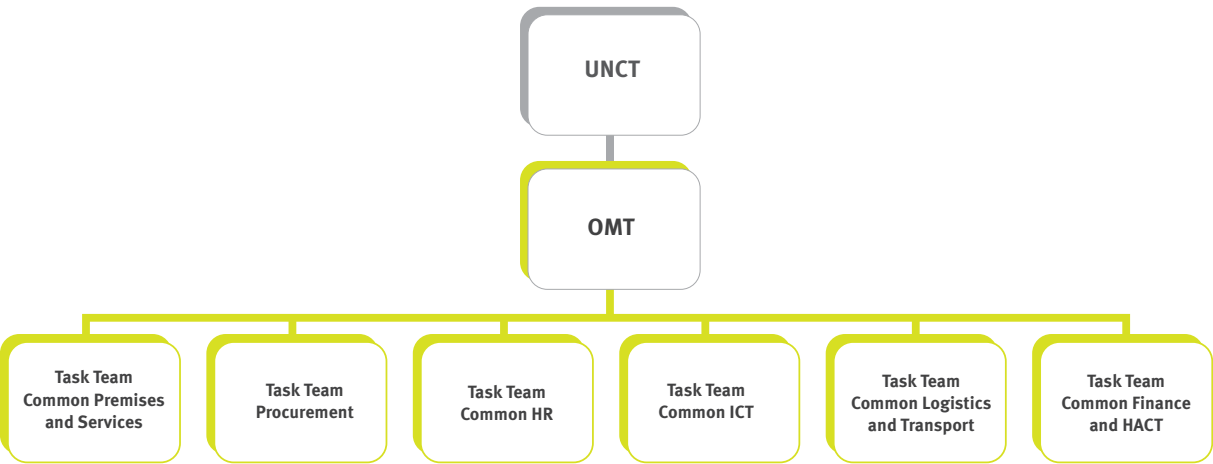 UNCT
OMT
Task Team
Common Premises
and Services
Task Team
Procurement
Task Team
Common HR
Task Team
Common ICT
Task Team
Common Logistics
and Transport
Task Team
Common Finance
and HACT